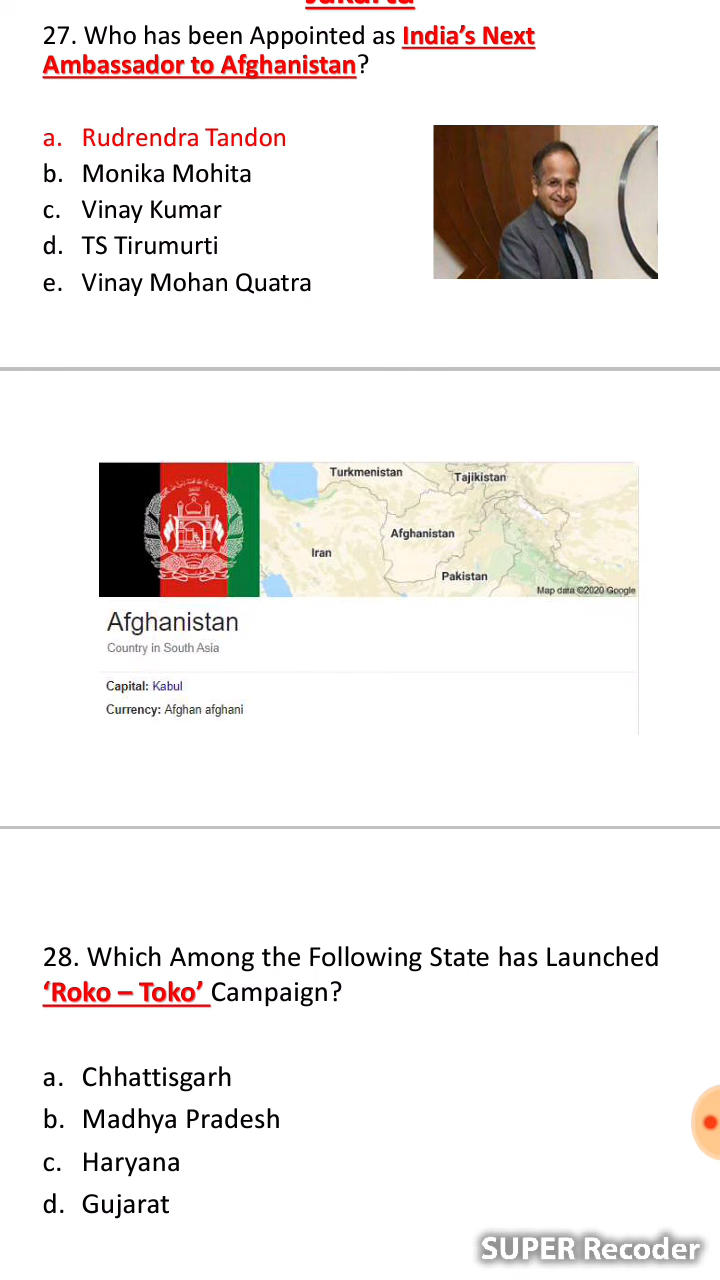 27. Who has been Appointed as India's Next
Ambassador to Afghanistan?
a. Rudrendra Tandon
b. Monika Mohita
c. Vinay Kumar
d. TS Tirumurti
e. Vinay Mohan Quatra
Turkmenistan
Tajikistan
Afghanistan
Iran
Pakistan
Map data ©2020 Google
Afghanistan
Country in South Asia
Capital: Kabul
Currency: Afghan afghani
28. Which Among the Following State has Launched
‘Roko – Toko’ Campaign?
a. Chhattisgarh
b. Madhya Pradesh
c. Haryana
d. Gujarat
SUPER Recoder